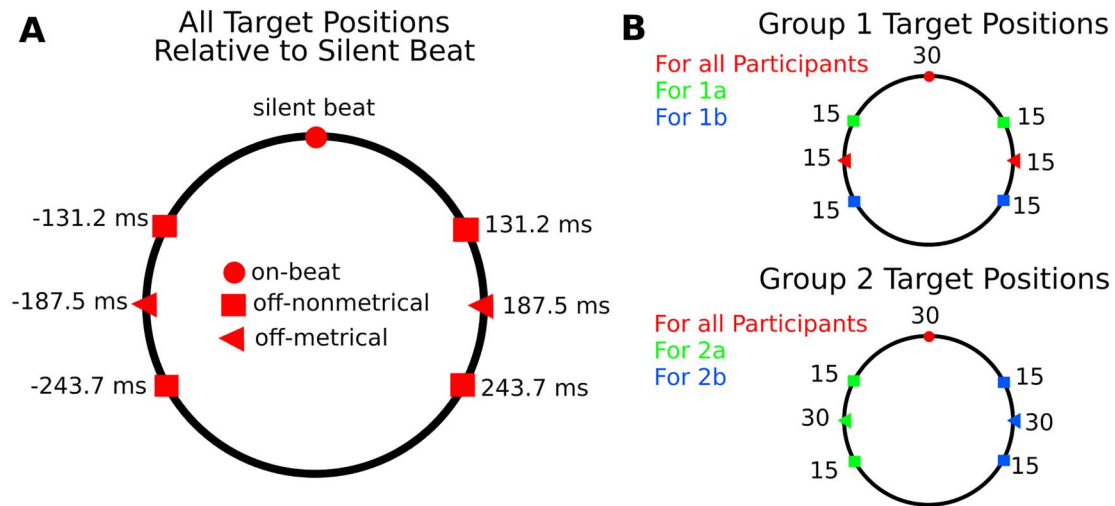 A
All Target Positions
Relative to Silent Beat
silent beat
-131.2 ms
131.2 ms
on-beat
-187.5 ms
off-nonmetrical
187.5 ms
off-metrical
-243.7 ms
243.7 ms
B
Group 1 Target Positions
30
For all Participants
For 1a
For 1b
15
15
15
15
15
15
Group 2 Target Positions
30
For all Participants
For 2a
For 2b
15
15
30
30
15
15